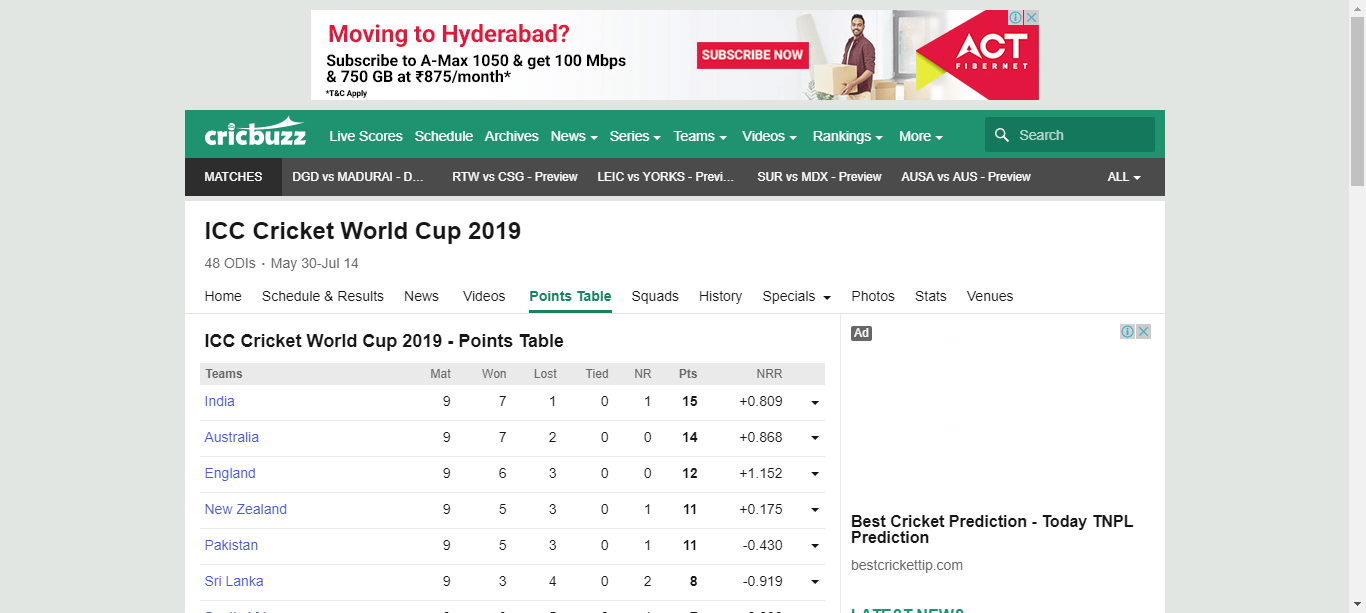 Moving to Hyderabad?
Subscribe to A-Max 1050 & get 100 Mbps
& 750 GB at ₹875/month*
*T&C Apply
SUBSCRIBE NOW
ACT
FIBERNET
cricbuzz Live Scores Schedule Archives News Series Teams Videos Rankings More Search
MATCHES DGD vs MADURAI - D... RTW vs CSG - Preview LEIC vs YORKS - Previ... SUR vs MDX - Preview AUSA vs AUS - Preview ALL
ICC Cricket World Cup 2019
48 ODIs · May 30-Jul 14
Home Schedule & Results News Videos Points Table Squads History Specials Photos Stats Venues
ICC Cricket World Cup 2019 - Points Table
Teams Mat Won Lost Tied NR Pts NRR
India 9 7 1 0 1 15 +0.809
Australia 9 7 2 0 0 14 +0.868
England 9 6 3 0 0 12 +1.152
New Zealand 9 5 3 0 1 11 +0.175
Pakistan 9 5 3 0 1 11 -0.430
Sri Lanka 9 3 4 0 2 8 -0.919
Ad
Best Cricket Prediction - Today TNPL
Prediction
bestcrickettip.com
LATEST NEWS